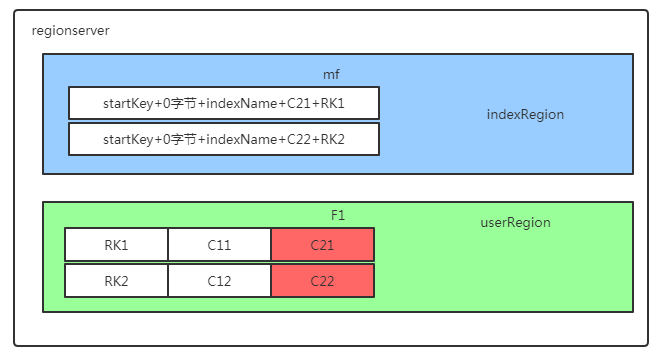 regionserver
mf
startKey+0字节+indexName+C21+RK1
indexRegion
startKey+0字节+indexName+C22+RK2
F1
userRegion
RK1 C11 C21
RK2 C12 C22